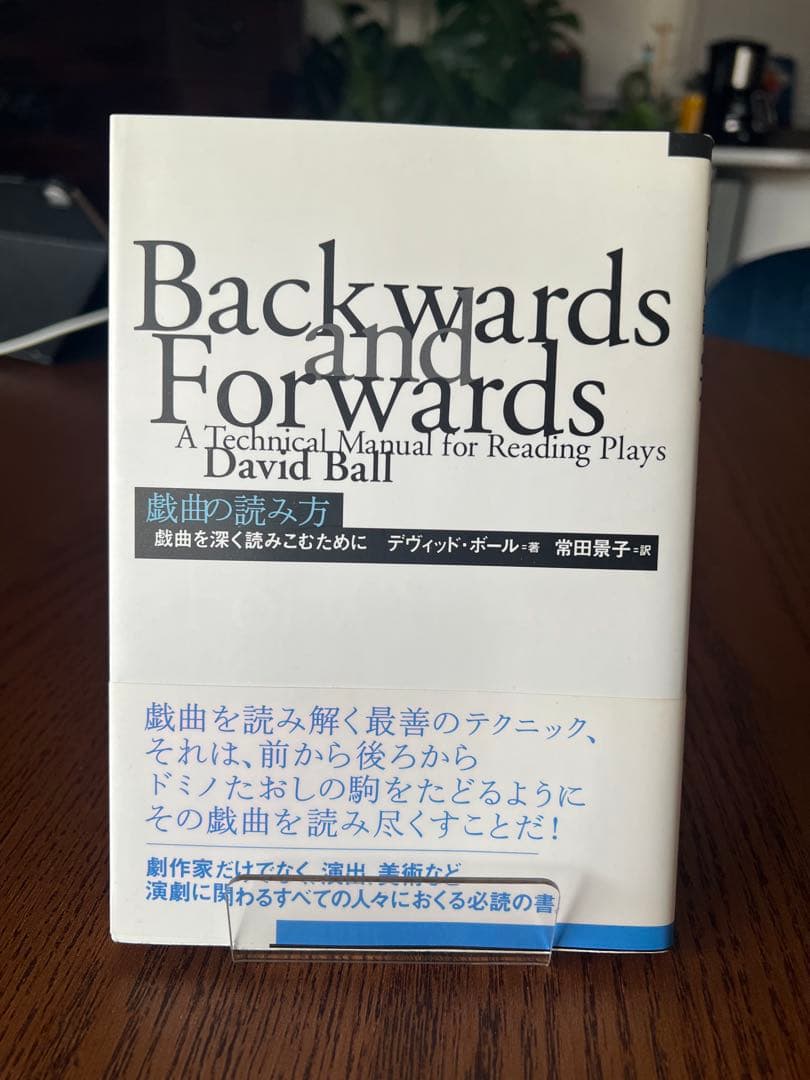 Backwards
and
Forwards
A Technical Manual for Reading Plays
David Ball
戯曲の読み方
戯曲を深く読みこむために デヴィッド・ボール=著 常田景子=訳
戯曲を読み解く最善のテクニック、
それは、前から後ろから
ドミノたおしの駒をたどるように
その戯曲を読み尽くすことだ!
劇作家だけでなく、演出、美術など
演劇に関わるすべての人々におくる必読の書